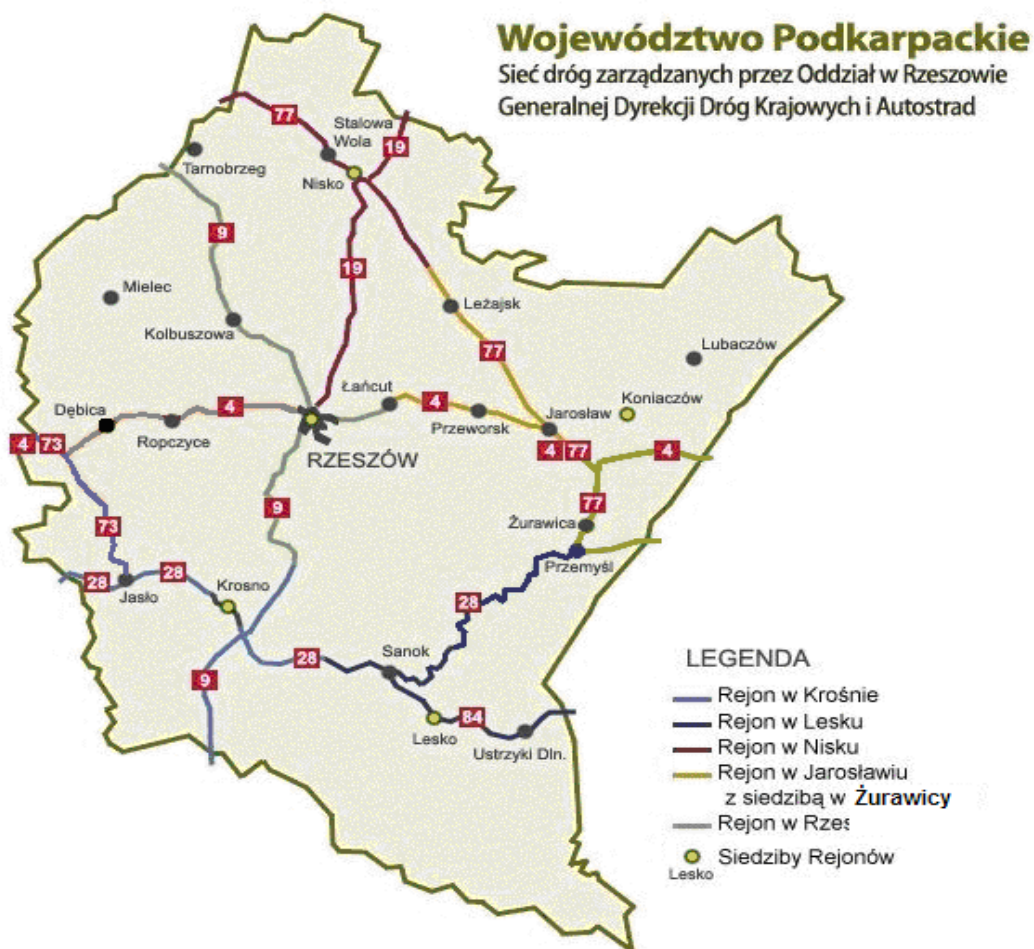 Województwo Podkarpackie
Sieć dróg zarządzanych przez Oddział w Rzeszowie
Generalnej Dyrekcji Dróg Krajowych i Autostrad
77
Stalowa
Wola
19
Tarnobrzeg
Nisko
9
19
Mielec
Leżajsk
Kolbuszowa
77
Lubaczów
Łańcut
Koniaczów
4
4
Dębica
Ropczyce
Przeworsk
Jarosław
4 73
4 77
4
RZESZÓW
9
77
73
Żurawica
Przemyśl
28
28
Jasło
Krosno
28
28
Sanok
9
84
Lesko
Ustrzyki Dln.
LEGENDA
Rejon w Krośnie
Rejon w Lesku
Rejon w Nisku
Rejon w Jarosławiu
z siedzibą w Żurawicy
Rejon w Rzes
Siedziby Rejonów
Lesko